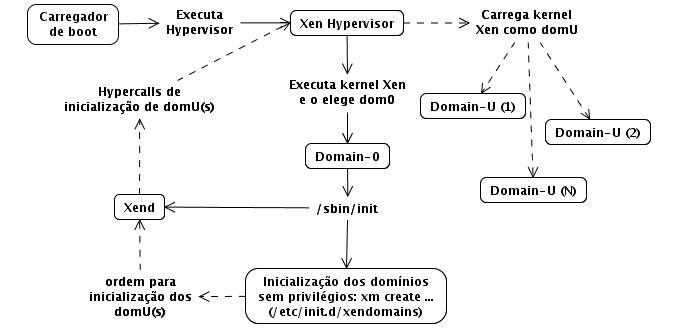 Carregador
de boot
Executa
Hypervisor
Xen Hypervisor
Carrega kernel
Xen como domU
Hypercalls de
inicialização de domU(s)
Executa kernel Xen
e o elege dom0
Domain-U (1)
Domain-U (2)
Domain-0
Domain-U (N)
Xend
/sbin/init
ordem para
inicialização dos
domU(s)
Inicialização dos domínios
sem privilégios: xm create ...
(/etc/init.d/xendomains)